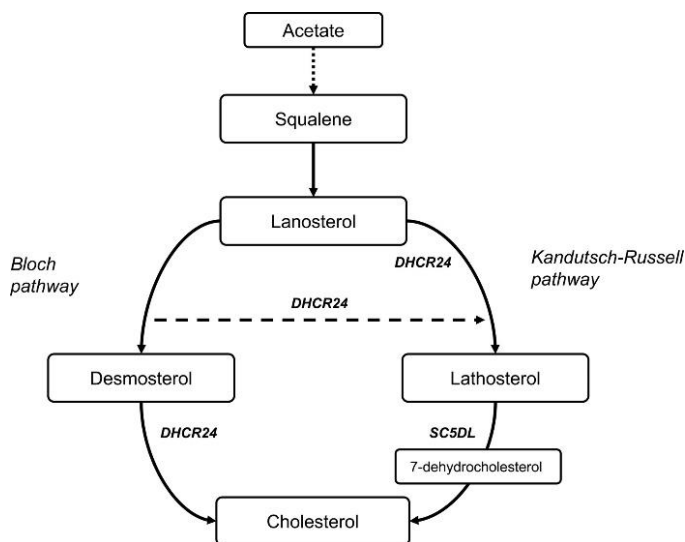 Acetate
Squalene
Lanosterol
Bloch
pathway
DHCR24
Kandutsch-Russell
pathway
DHCR24
Desmosterol
Lathosterol
DHCR24
SC5DL
7-dehydrocholesterol
Cholesterol